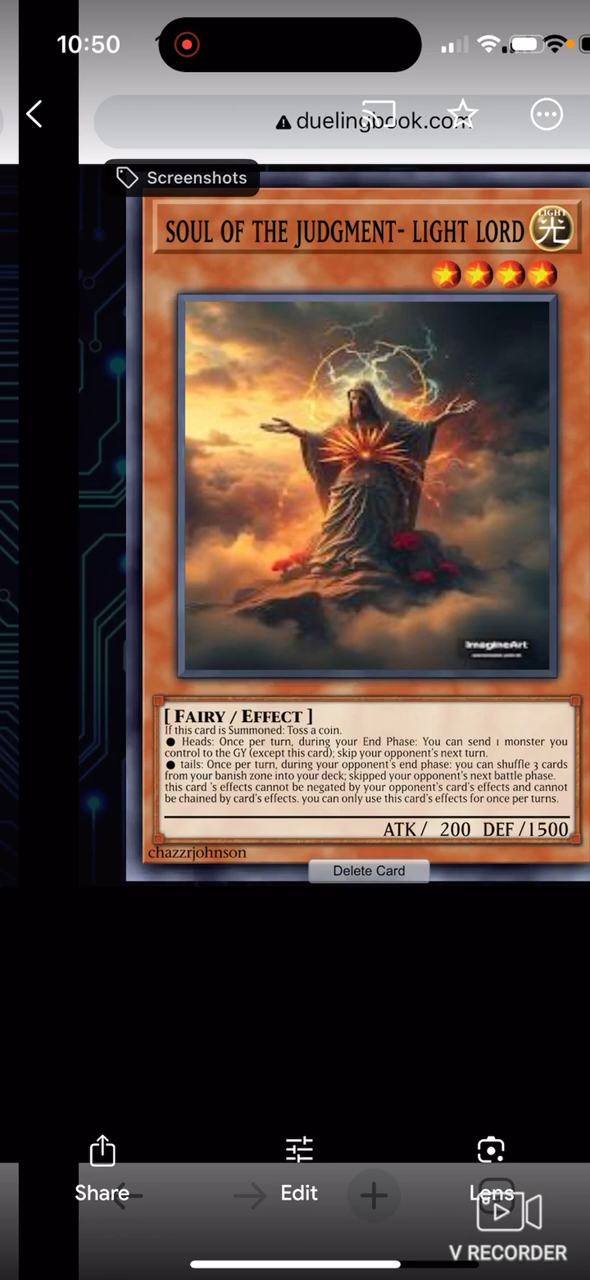 10:50
duelingbook.com
Screenshots
SOUL OF THE JUDGMENT- LIGHT LORD
LIGHT
光
[ FAIRY / EFFECT ]
If this card is Summoned: Toss a coin.
● Heads: Once per turn, during your End Phase: You can send 1 monster you
control to the GY (except this card); skip your opponent's next turn.
● tails: Once per turn, during your opponent's end phase: you can shuffle 3 cards
from your banish zone into your deck; skipped your opponent's next battle phase.
this card 's effects cannot be negated by your opponent's card's effects and cannot
be chained by card's effects. you can only use this card's effects for once per turns.
ATK / 200 DEF /1500
chazzrjohnson
Delete Card
ImagineArt
Share
Edit
Lens
V RECORDER